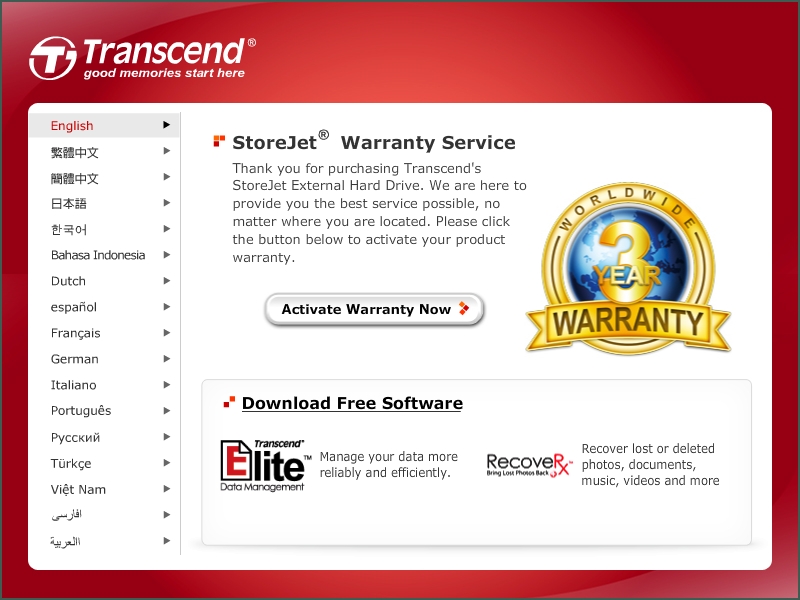 Transcend®
good memories start here
English
繁體中文
簡體中文
日本語
한국어
Bahasa Indonesia
Dutch
español
Français
German
Italiano
Português
Русский
Türkçe
Việt Nam
افارسی
االعربية
StoreJet® Warranty Service
Thank you for purchasing Transcend's
StoreJet External Hard Drive. We are here to
provide you the best service possible, no
matter where you are located. Please click
the button below to activate your product
warranty.
Activate Warranty Now
WORLDWIDE
3
YEAR
WARRANTY
Download Free Software
Transcend®
Elite™
Data Management
Manage your data more
reliably and efficiently.
RecoveRx™
Bring Lost Photos Back
Recover lost or deleted
photos, documents,
music, videos and more